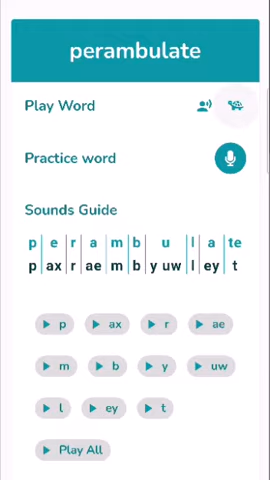 perambulate
Play Word
Practice word
Sounds Guide
p e r a m b u l a te
p ax r ae m b y uw l ey t
p ax r ae
m b y uw
l ey t
Play All